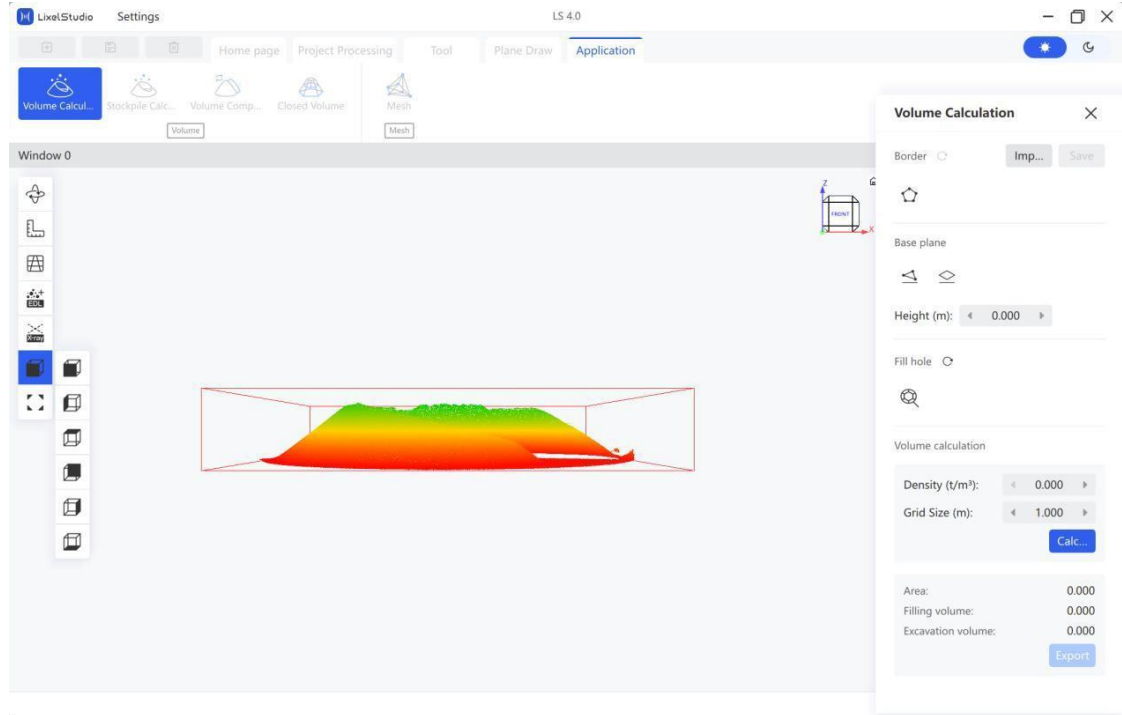 LixelStudio Settings LS 4.0
Home page Project Processing Tool Plane Draw Application
Volume Calcul... Stockpile Calc... Volume Comp... Closed Volume Mesh
Volume Mesh
Window 0
EDL
X-ray
Z
FRONT
X
Volume Calculation
Border Imp... Save
Base plane
Height (m): 0.000
Fill hole
Volume calculation
Density (t/m³): 0.000
Grid Size (m): 1.000
Calc...
Area: 0.000
Filling volume: 0.000
Excavation volume: 0.000
Export